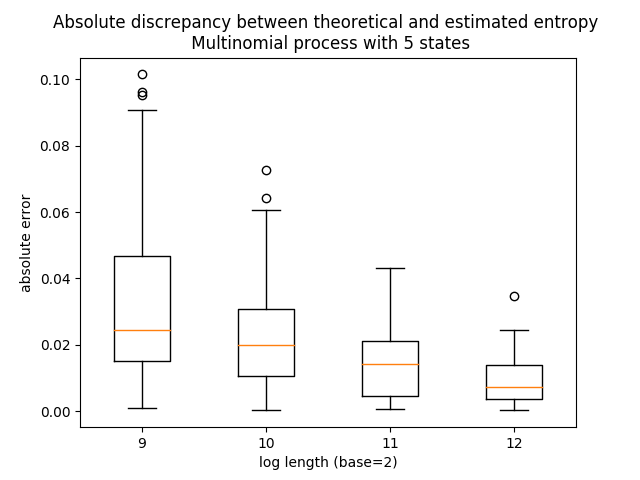 Absolute discrepancy between theoretical and estimated entropy
Multinomial process with 5 states
0.10
0.08
0.06
0.04
0.02
0.00
absolute error
9 10 11 12
log length (base=2)